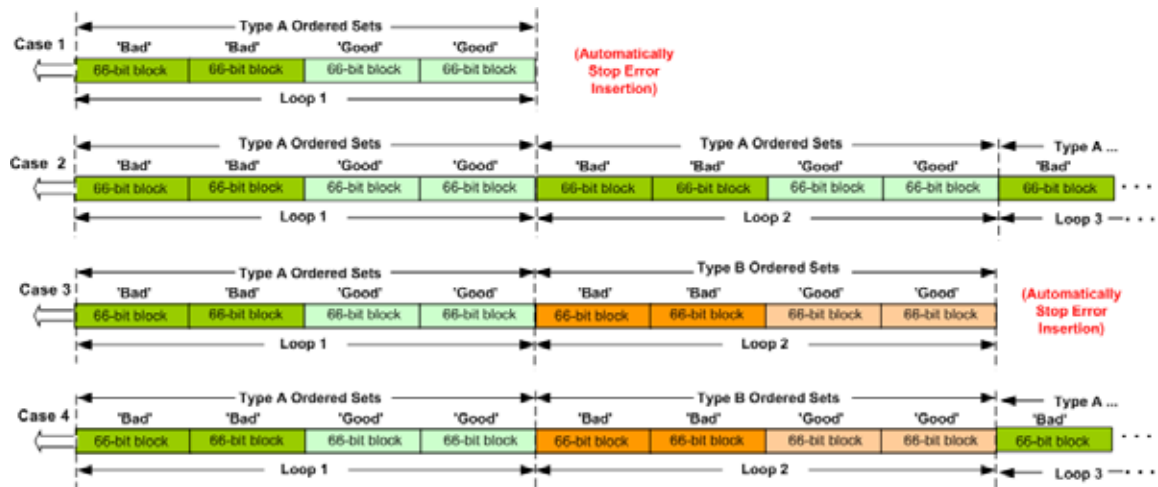 Type A Ordered Sets
Case 1 'Bad' 'Bad' 'Good' 'Good'
66-bit block 66-bit block 66-bit block 66-bit block
Loop 1
(Automatically
Stop Error
Insertion)
Type A Ordered Sets Type A Ordered Sets Type A ...
Case 2 'Bad' 'Bad' 'Good' 'Good' 'Bad' 'Bad' 'Good' 'Good' 'Bad'
66-bit block 66-bit block 66-bit block 66-bit block 66-bit block 66-bit block 66-bit block 66-bit block 66-bit block . . .
Loop 1 Loop 2 Loop 3 . . .
Type A Ordered Sets Type B Ordered Sets
Case 3 'Bad' 'Bad' 'Good' 'Good' 'Bad' 'Bad' 'Good' 'Good'
66-bit block 66-bit block 66-bit block 66-bit block 66-bit block 66-bit block 66-bit block 66-bit block
Loop 1 Loop 2
(Automatically
Stop Error
Insertion)
Type A Ordered Sets Type B Ordered Sets Type A ...
Case 4 'Bad' 'Bad' 'Good' 'Good' 'Bad' 'Bad' 'Good' 'Good' 'Bad'
66-bit block 66-bit block 66-bit block 66-bit block 66-bit block 66-bit block 66-bit block 66-bit block 66-bit block . . .
Loop 1 Loop 2 Loop 3 . . .